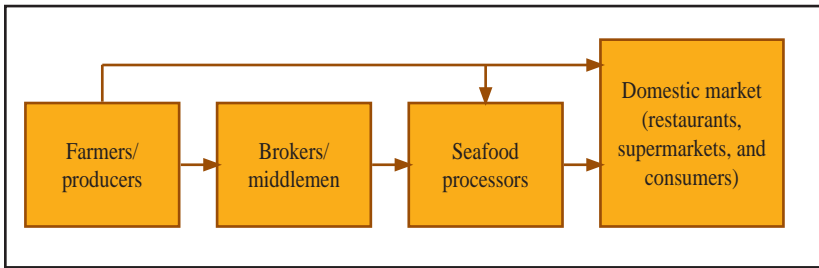 Farmers/
producers
Brokers/
middlemen
Seafood
processors
Domestic market
(restaurants,
supermarkets, and
consumers)